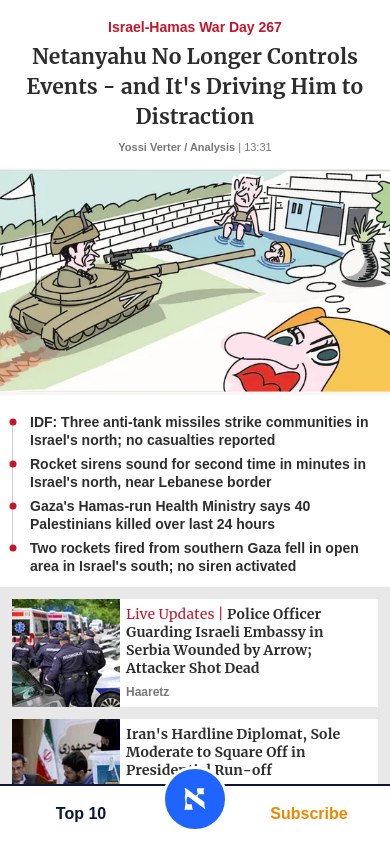 Israel-Hamas War Day 267
Netanyahu No Longer Controls
Events - and It's Driving Him to
Distraction
Yossi Verter / Analysis | 13:31
IDF: Three anti-tank missiles strike communities in
Israel's north; no casualties reported
Rocket sirens sound for second time in minutes in
Israel's north, near Lebanese border
Gaza's Hamas-run Health Ministry says 40
Palestinians killed over last 24 hours
Two rockets fired from southern Gaza fell in open
area in Israel's south; no siren activated
Live Updates | Police Officer
Guarding Israeli Embassy in
Serbia Wounded by Arrow;
Attacker Shot Dead
Haaretz
Iran's Hardline Diplomat, Sole
Moderate to Square Off in
Presidential Run-off
Top 10
Subscribe